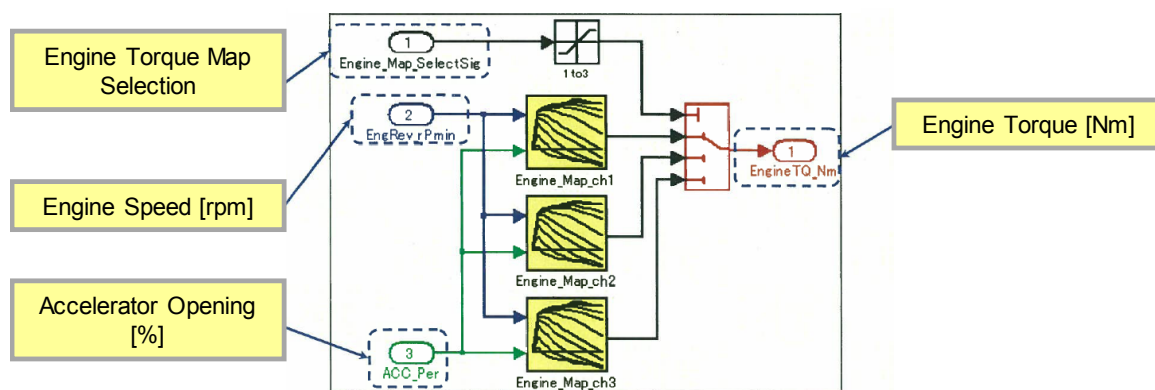 Engine Torque Map
Selection
Engine Speed [rpm]
Accelerator Opening
[%]
1
Engine_Map_SelectSig
1 to3
2
EngRev_rPmin
Engine_Map_ch1
Engine_Map_ch2
3
ACC_Per
Engine_Map_ch3
1
EngineTQ_Nm
Engine Torque [Nm]